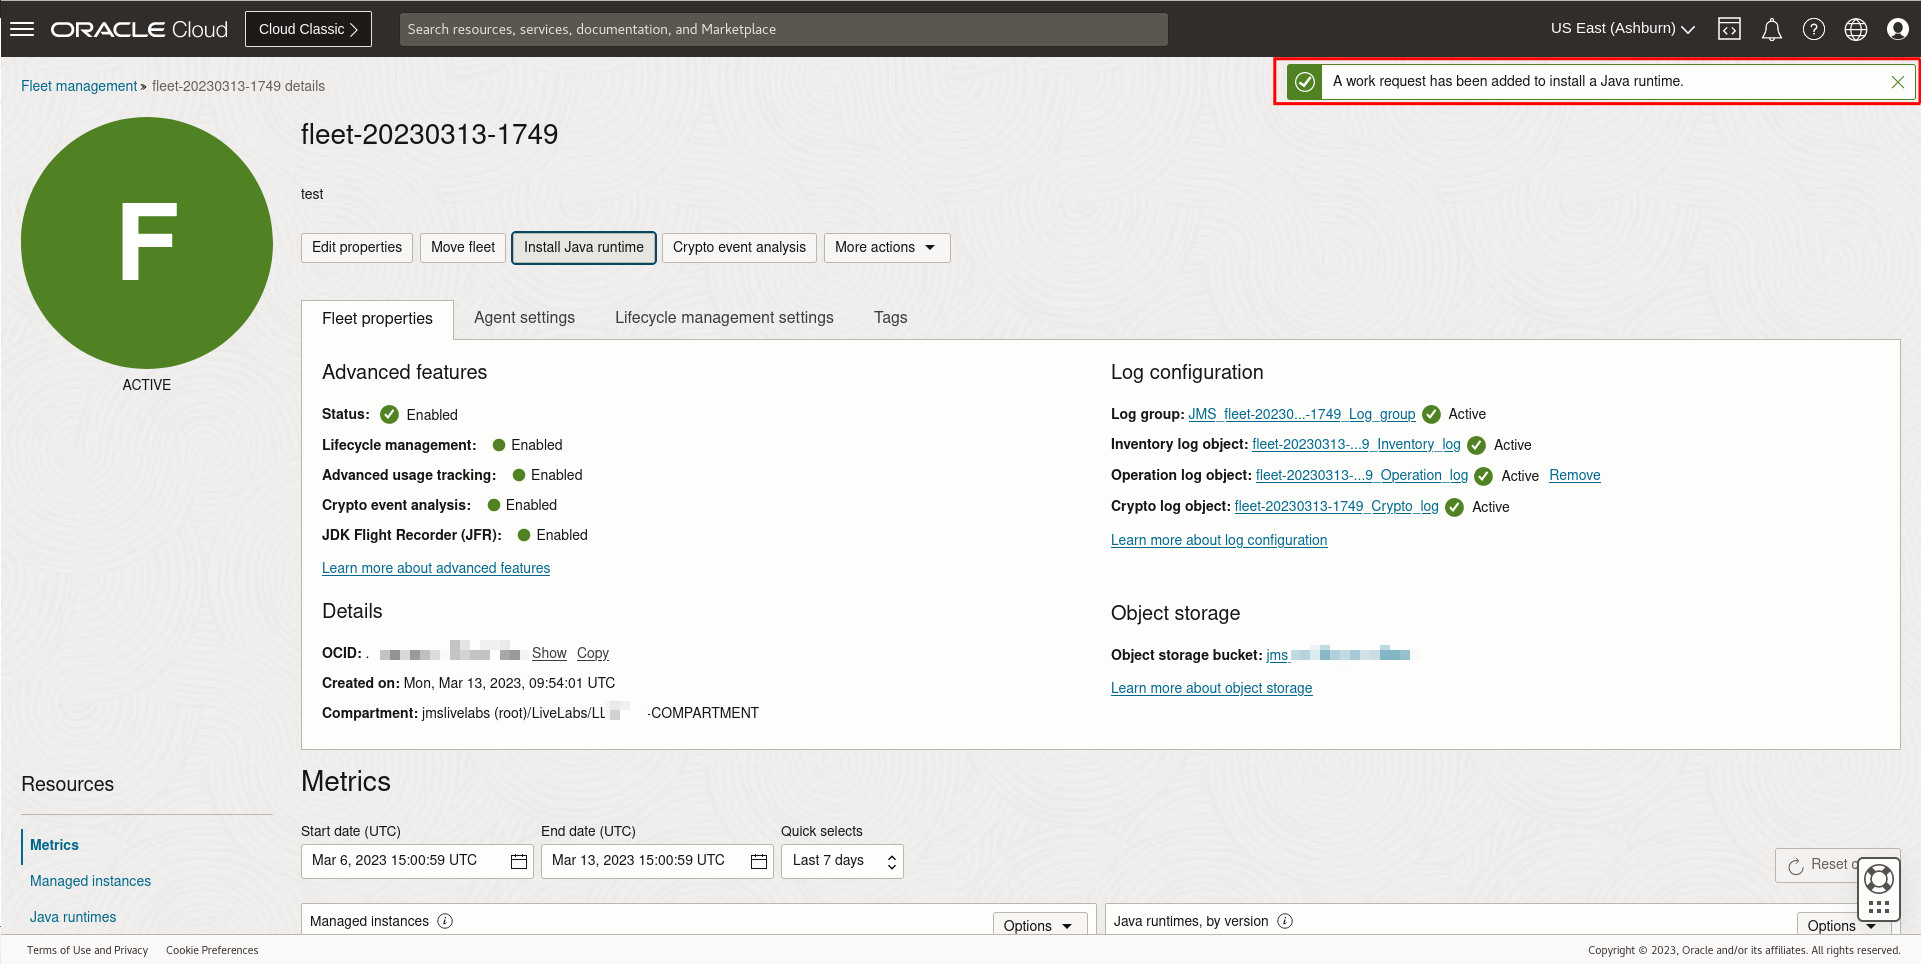 ORACLE Cloud
Cloud Classic
Search resources, services, documentation, and Marketplace
US East (Ashburn)
Fleet management » fleet-20230313-1749 details
A work request has been added to install a Java runtime.
F
ACTIVE
fleet-20230313-1749
test
Edit properties
Move fleet
Install Java runtime
Crypto event analysis
More actions
Fleet properties
Agent settings
Lifecycle management settings
Tags
Advanced features
Status: Enabled
Lifecycle management: Enabled
Advanced usage tracking: Enabled
Crypto event analysis: Enabled
JDK Flight Recorder (JFR): Enabled
Learn more about advanced features
Details
OCID: . Show Copy
Created on: Mon, Mar 13, 2023, 09:54:01 UTC
Compartment: jmslivelabs (root)/LiveLabs/LL -COMPARTMENT
Log configuration
Log group: JMS_fleet-20230...-1749_Log_group Active
Inventory log object: fleet-20230313-...9_Inventory_log Active
Operation log object: fleet-20230313-...9_Operation_log Active Remove
Crypto log object: fleet-20230313-1749_Crypto_log Active
Learn more about log configuration
Object storage
Object storage bucket: jms
Learn more about object storage
Resources
Metrics
Managed instances
Java runtimes
Metrics
Start date (UTC)
Mar 6, 2023 15:00:59 UTC
End date (UTC)
Mar 13, 2023 15:00:59 UTC
Quick selects
Last 7 days
Reset
Managed instances
Options
Java runtimes, by version
Options
Terms of Use and Privacy
Cookie Preferences
Copyright © 2023, Oracle and/or its affiliates. All rights reserved.